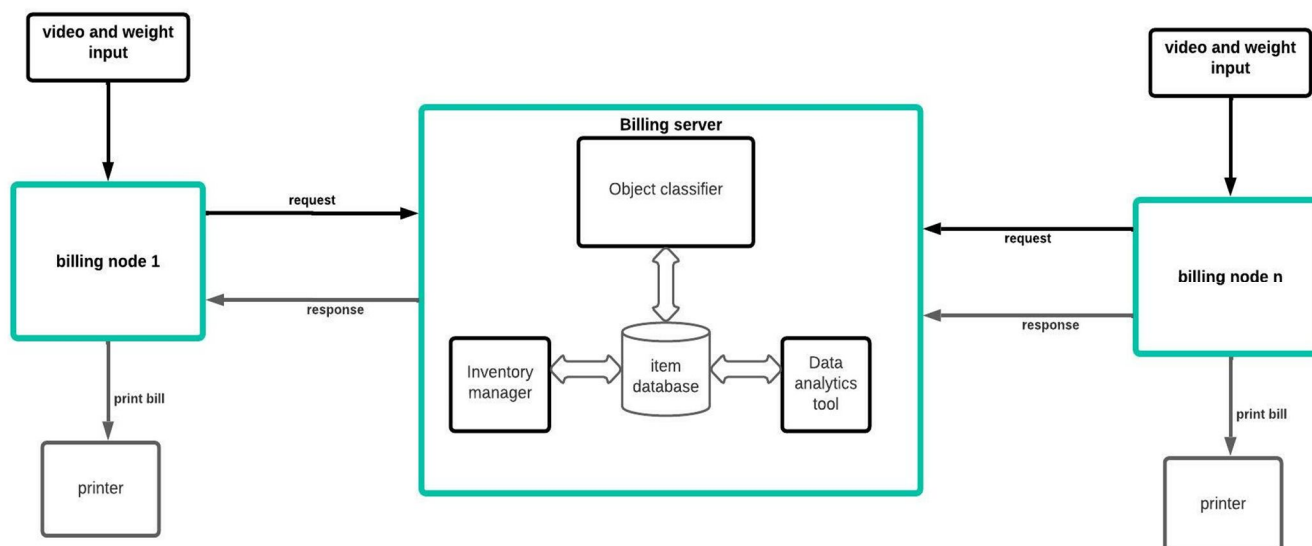 video and weight
input
video and weight
input
Billing server
Object classifier
request
request
billing node 1
billing node n
response
response
Inventory
manager
item
database
Data
analytics
tool
print bill
print bill
printer
printer